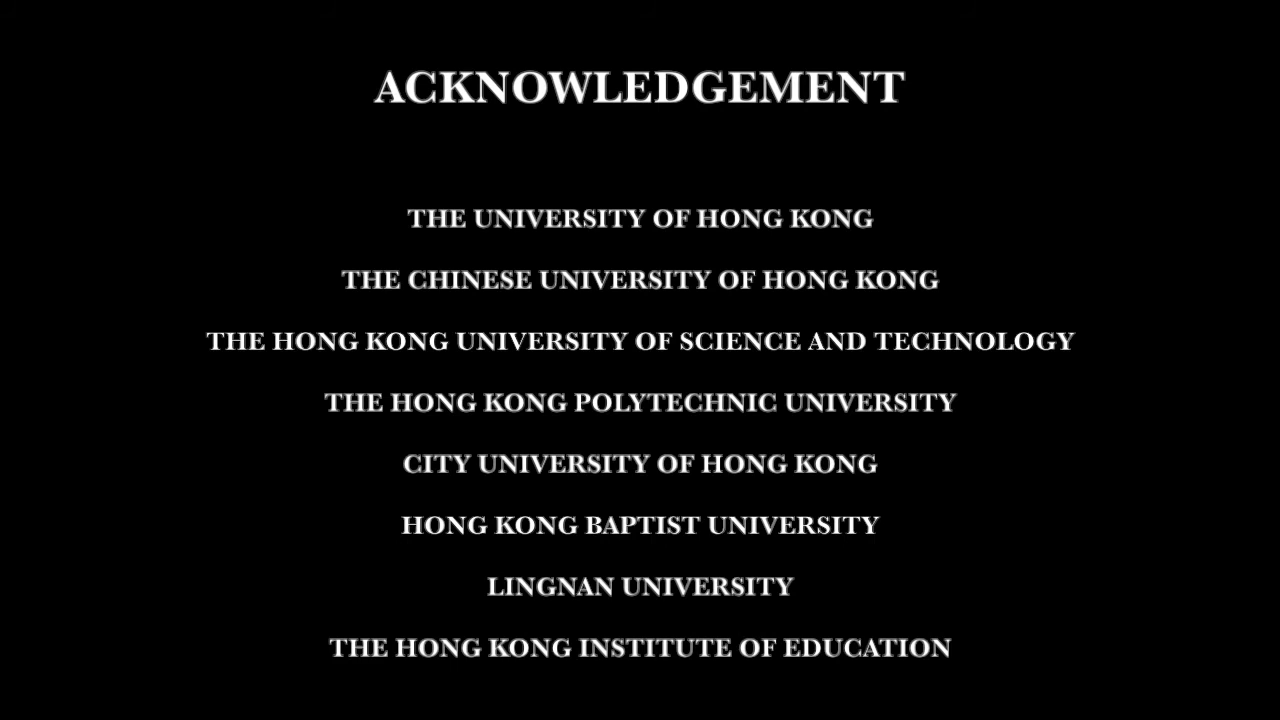 ACKNOWLEDGEMENT
THE UNIVERSITY OF HONG KONG
THE CHINESE UNIVERSITY OF HONG KONG
THE HONG KONG UNIVERSITY OF SCIENCE AND TECHNOLOGY
THE HONG KONG POLYTECHNIC UNIVERSITY
CITY UNIVERSITY OF HONG KONG
HONG KONG BAPTIST UNIVERSITY
LINGNAN UNIVERSITY
THE HONG KONG INSTITUTE OF EDUCATION